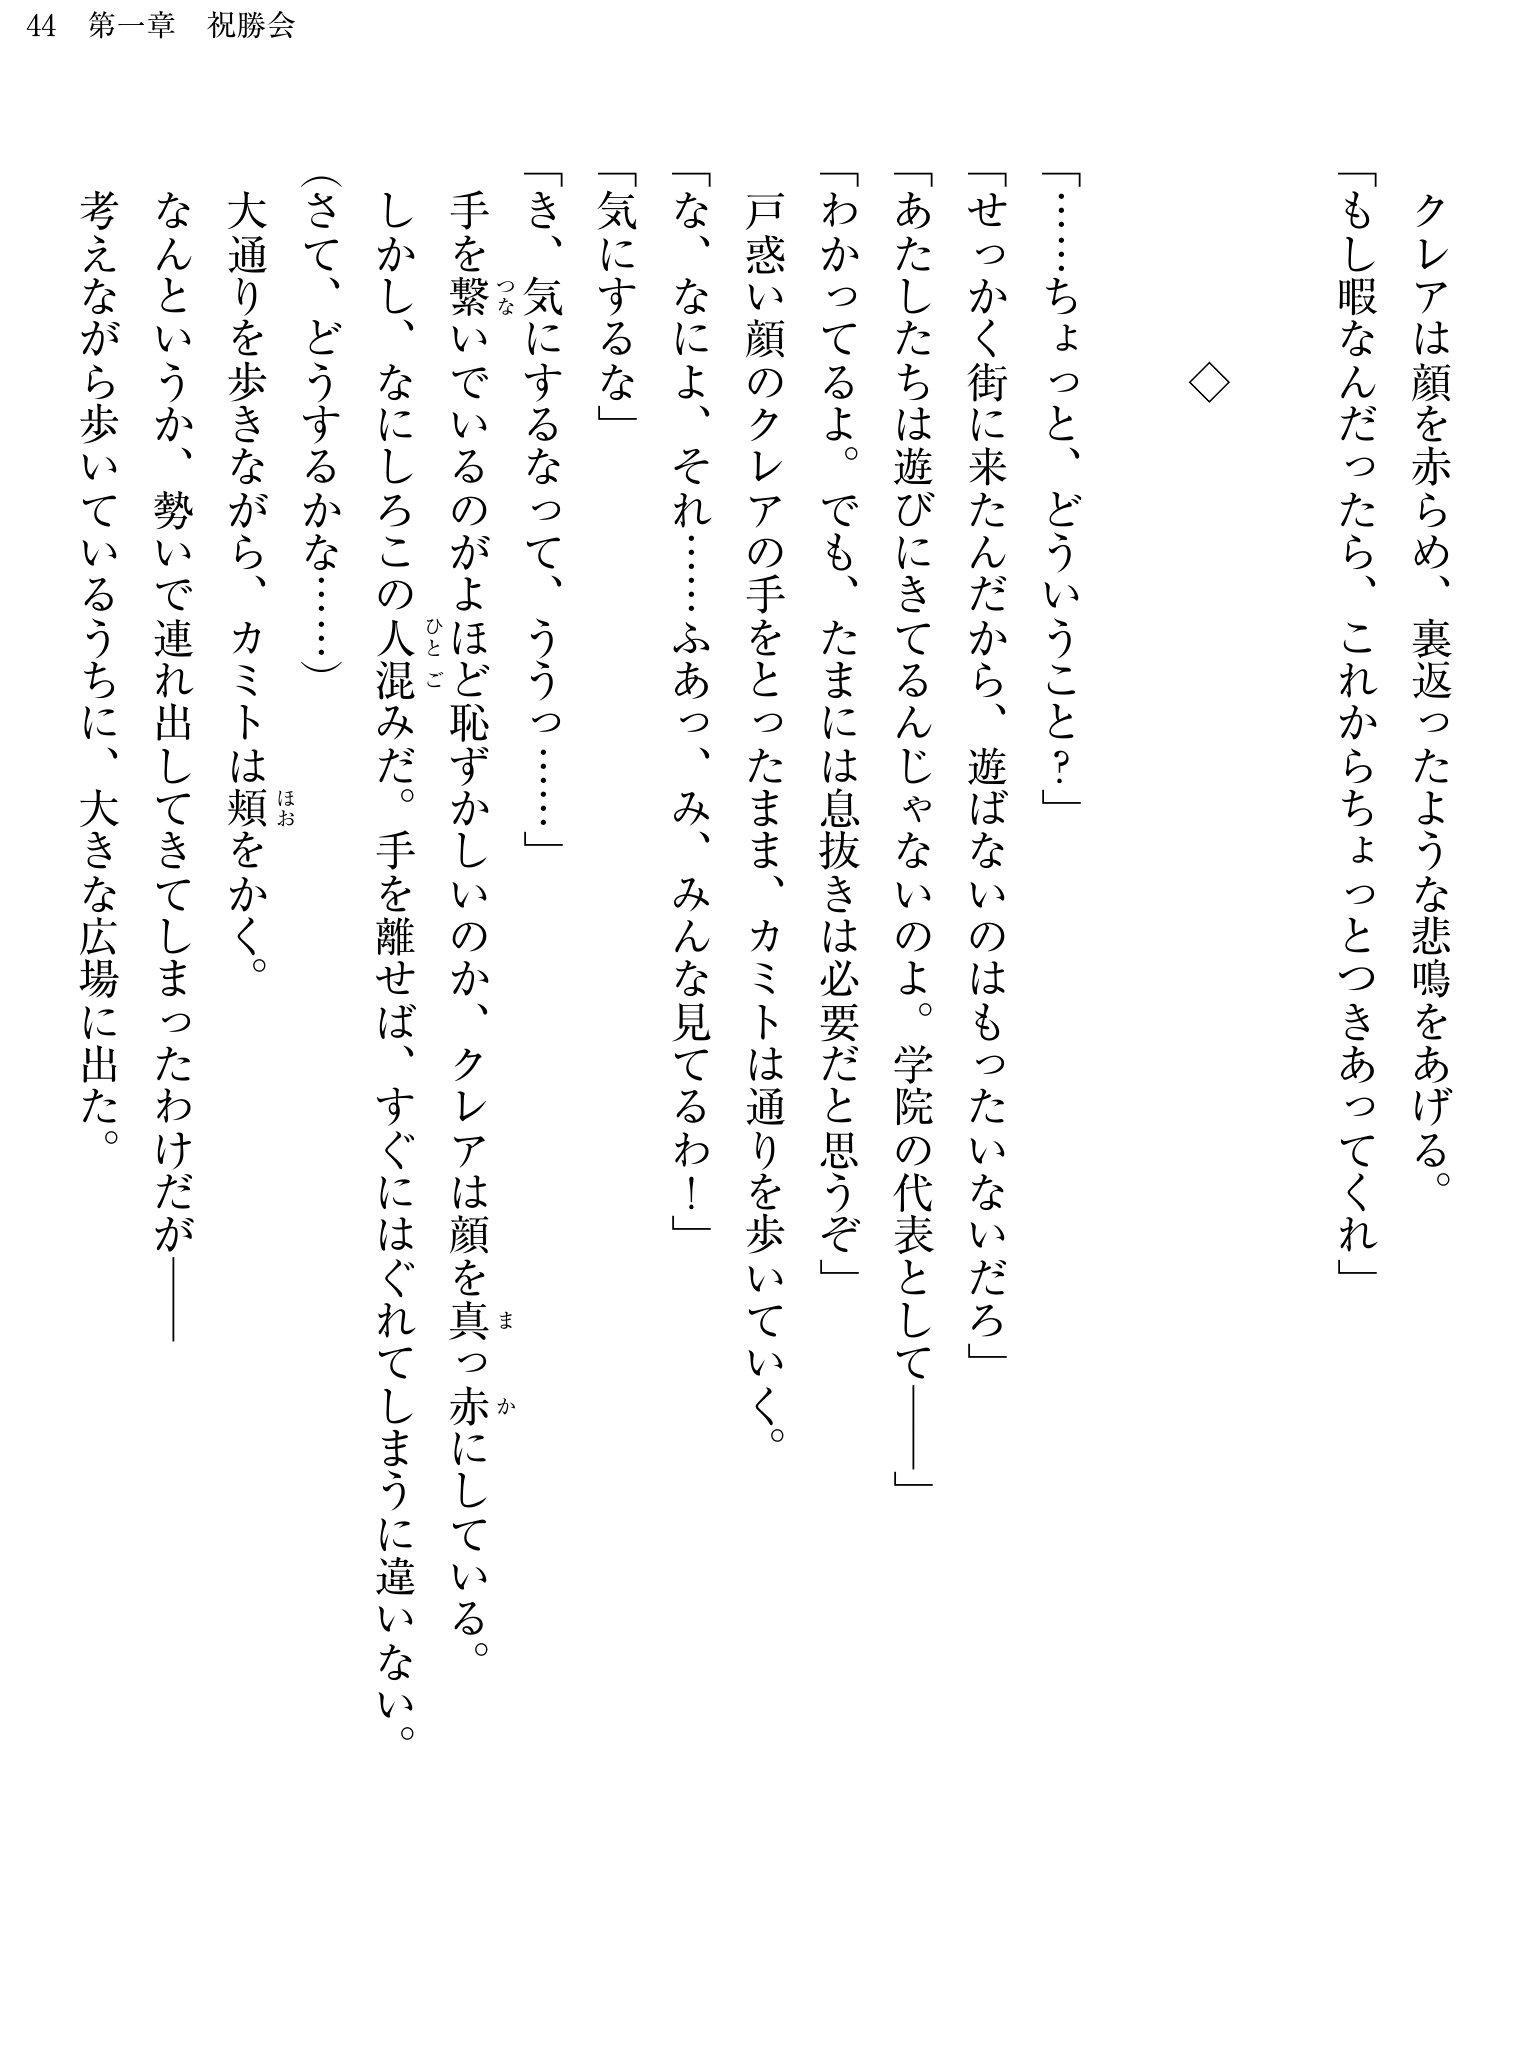 44　第一章　祝勝会
　クレアは顔を赤らめ、裏返ったような悲鳴をあげる。
「もし暇なんだったら、これからちょっとつきあってくれ」
◇
「……ちょっと、どういうこと?」
「せっかく街に来たんだから、遊ばないのはもったいないだろ」
「あたしたちは遊びにきてるんじゃないのよ。学院の代表として――」
「わかってるよ。でも、たまには息抜きは必要だと思うぞ」
　戸惑い顔のクレアの手をとったまま、カミトは通りを歩いていく。
「な、なによ、それ……ふあっ、み、みんな見てるわ!」
「気にするな」
「き、気にするなって、ううっ……」
　手を繋いでいるのがよほど恥ずかしいのか、クレアは顔を真っ赤にしている。
　しかし、なにしろこの人混みだ。手を離せば、すぐにはぐれてしまうに違いない。
(さて、どうするかな……)
　大通りを歩きながら、カミトは頬をかく。
　なんというか、勢いで連れ出してきてしまったわけだが――
　考えながら歩いているうちに、大きな広場に出た。